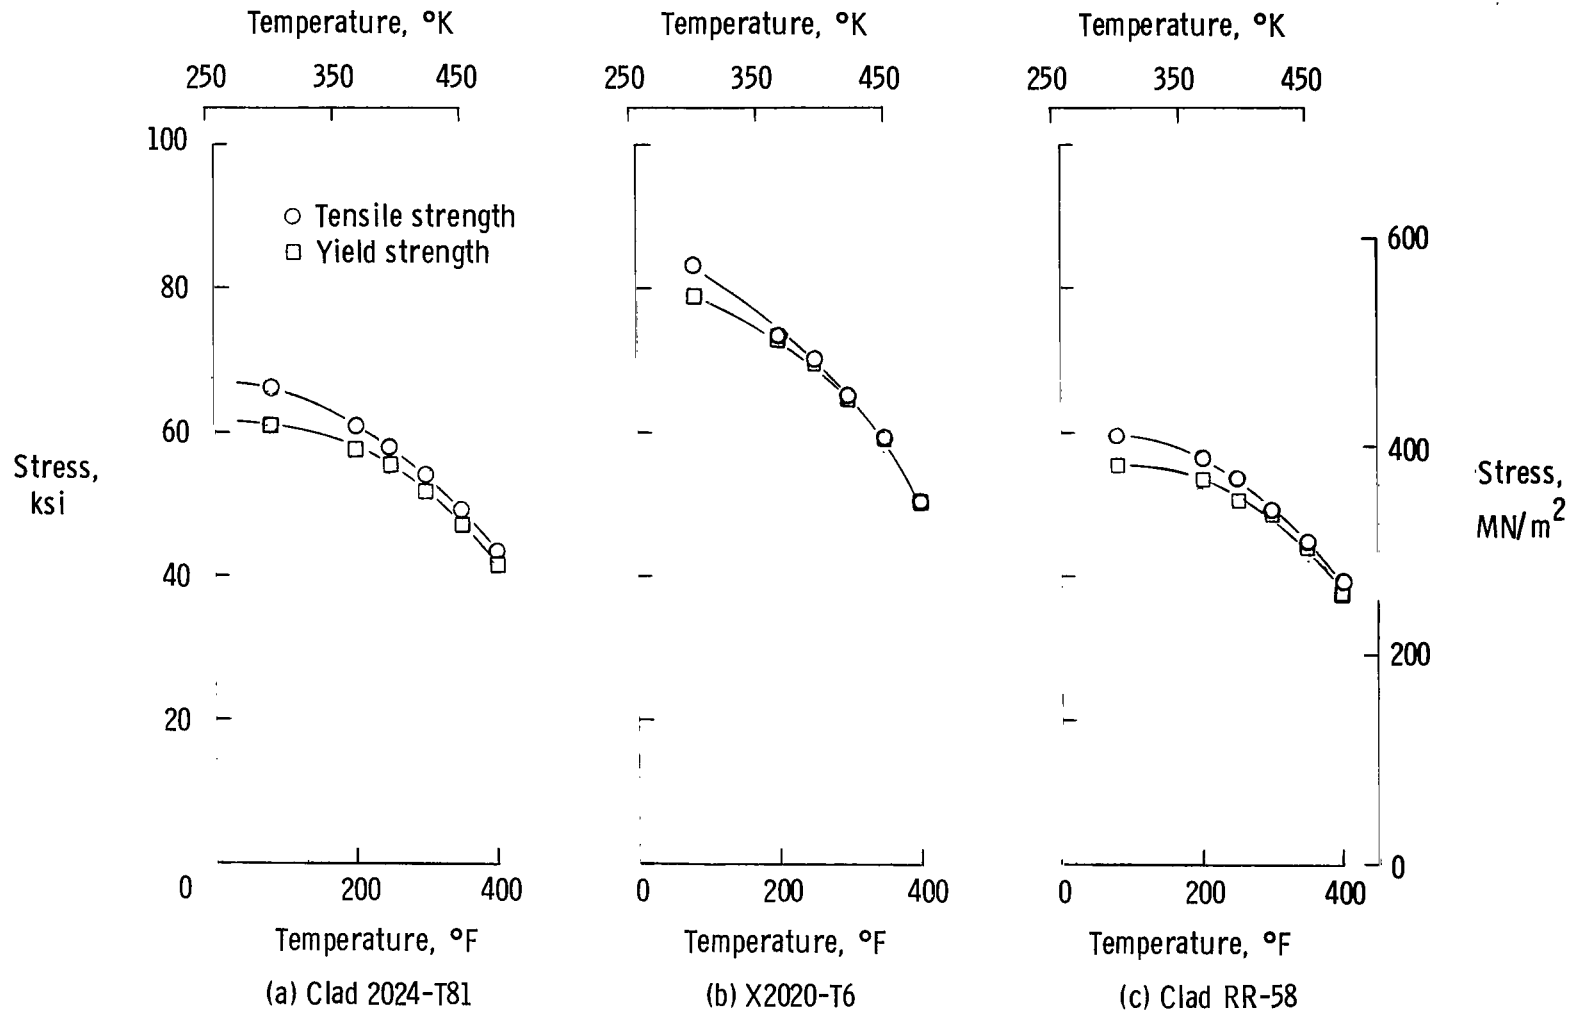 Temperature, °K
250 350 450
Temperature, °K
250 350 450
Temperature, °K
250 350 450
100
80
60
40
20
0
Stress,
ksi
○ Tensile strength
□ Yield strength
600
400
200
0
Stress,
MN/m²
200 400
0 200 400
0 200 400
Temperature, °F
Temperature, °F
Temperature, °F
(a) Clad 2024-T81
(b) X2020-T6
(c) Clad RR-58